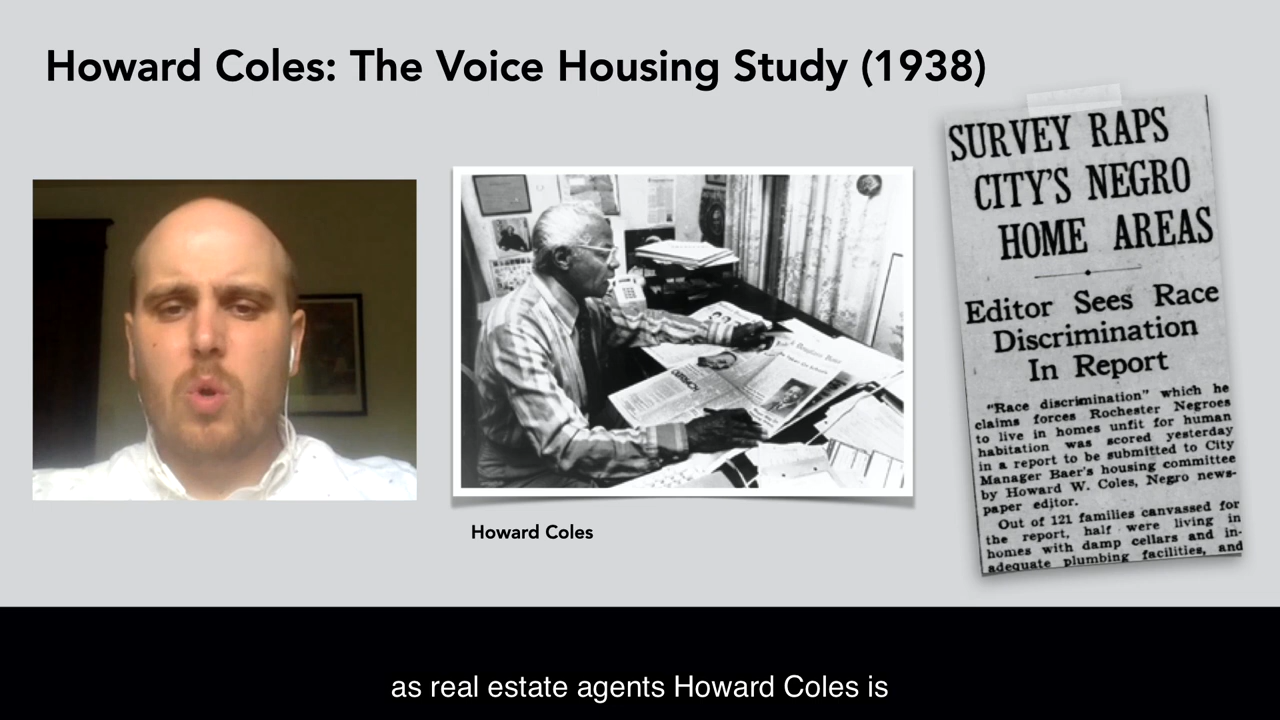 Howard Coles: The Voice Housing Study (1938)
SURVEY RAPS
CITY'S NEGRO
HOME AREAS
Editor Sees Race
Discrimination
In Report
"Race discrimination" which he
claims forces Rochester Negroes
to live in homes unfit for human
habitation was scored yesterday
in a report to be submitted to City
Manager Baer's housing committee
by Howard W. Coles, Negro news-
paper editor.
Out of 121 families canvassed for
the report, half were living in
homes with damp cellars and in-
adequate plumbing facilities, and
Howard Coles
as real estate agents Howard Coles is